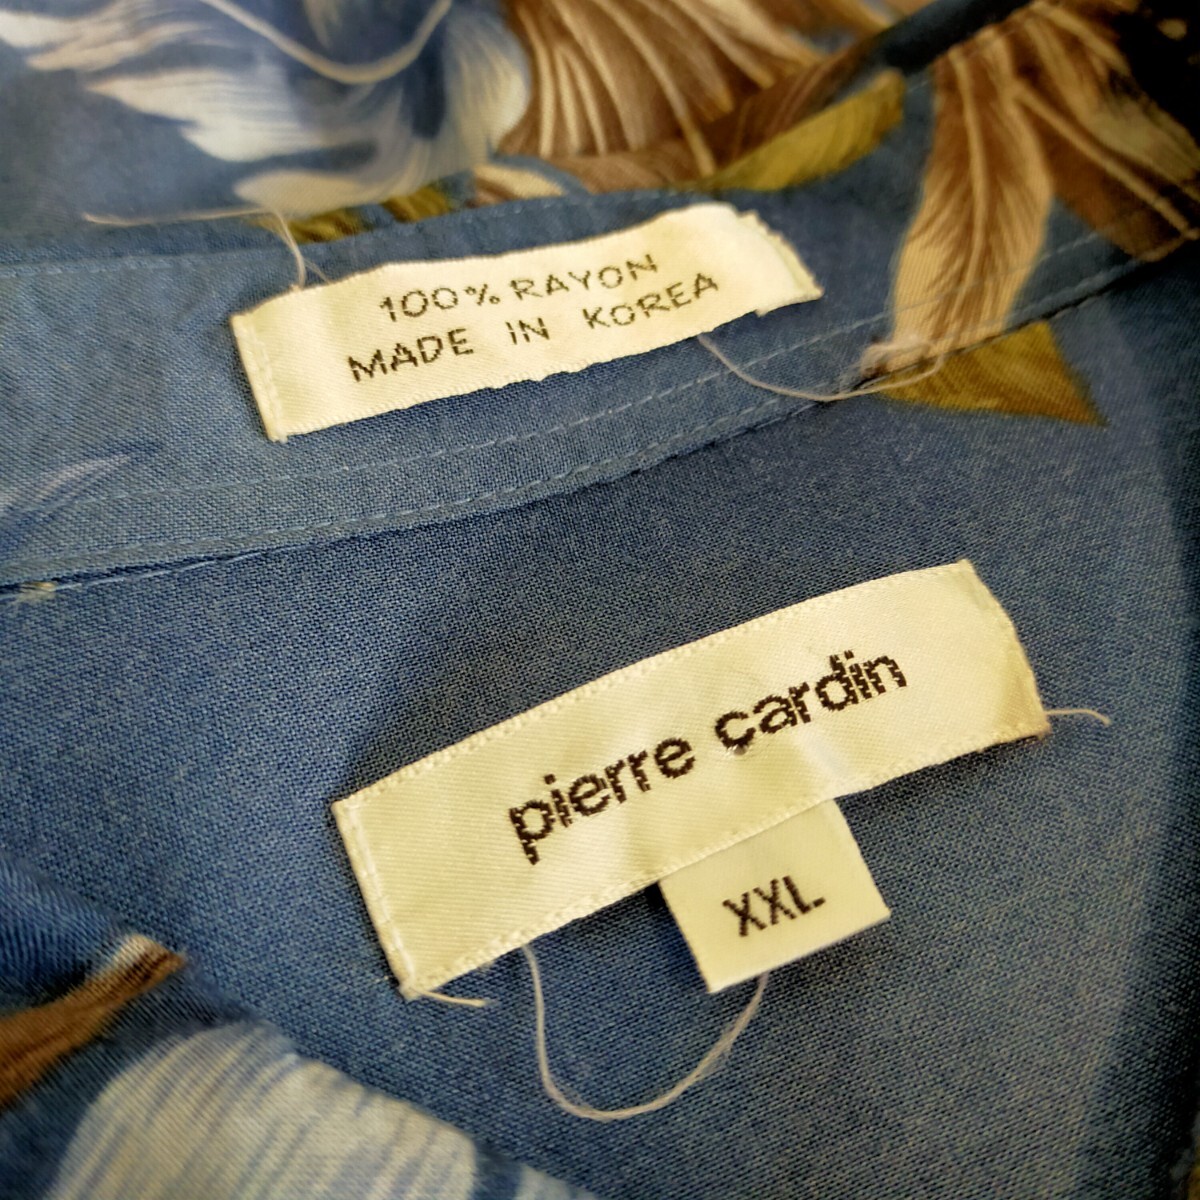 100% RAYON
MADE IN KOREA
pierre cardin
XXL